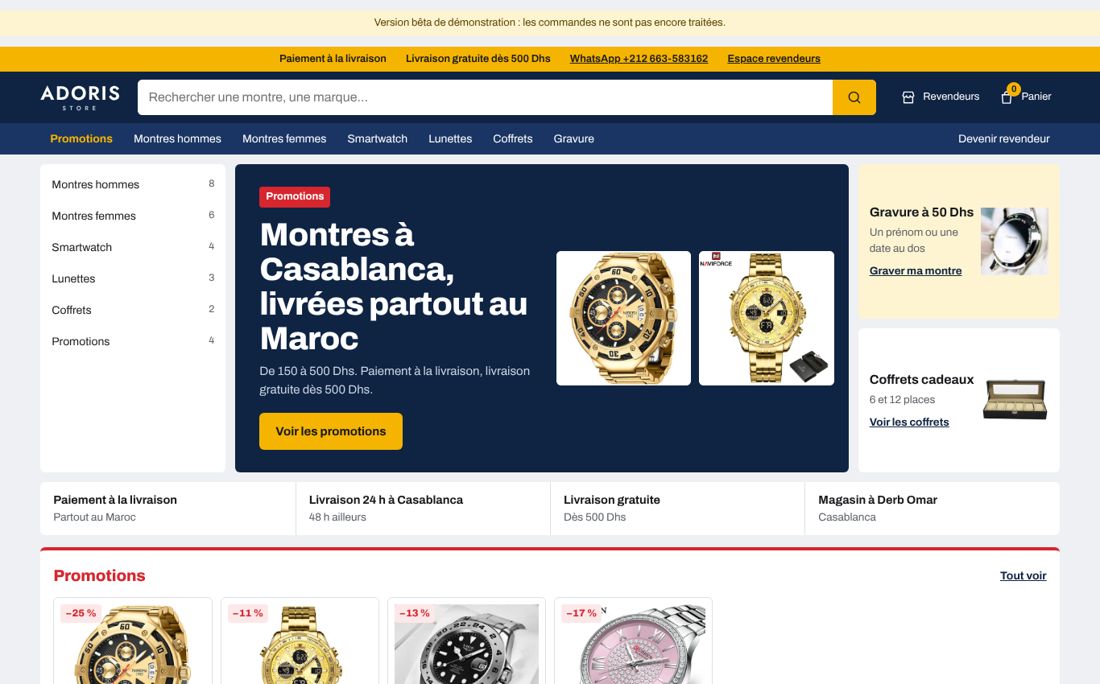 Version bêta de démonstration : les commandes ne sont pas encore traitées.
Paiement à la livraison Livraison gratuite dès 500 Dhs WhatsApp +212 663-583162 Espace revendeurs
ADORIS
STORE
Rechercher une montre, une marque...
Revendeurs
0
Panier
Promotions Montres hommes Montres femmes Smartwatch Lunettes Coffrets Gravure Devenir revendeur
Montres hommes 8
Montres femmes 6
Smartwatch 4
Lunettes 3
Coffrets 2
Promotions 4
Promotions
Montres à
Casablanca,
livrées partout au
Maroc
De 150 à 500 Dhs. Paiement à la livraison, livraison
gratuite dès 500 Dhs.
Voir les promotions
NAVIFORCE
Gravure à 50 Dhs
Un prénom ou une
date au dos
Graver ma montre
Coffrets cadeaux
6 et 12 places
Voir les coffrets
Paiement à la livraison
Partout au Maroc
Livraison 24 h à Casablanca
48 h ailleurs
Livraison gratuite
Dès 500 Dhs
Magasin à Derb Omar
Casablanca
Promotions
Tout voir
−25 %
−11 %
−13 %
−17 %